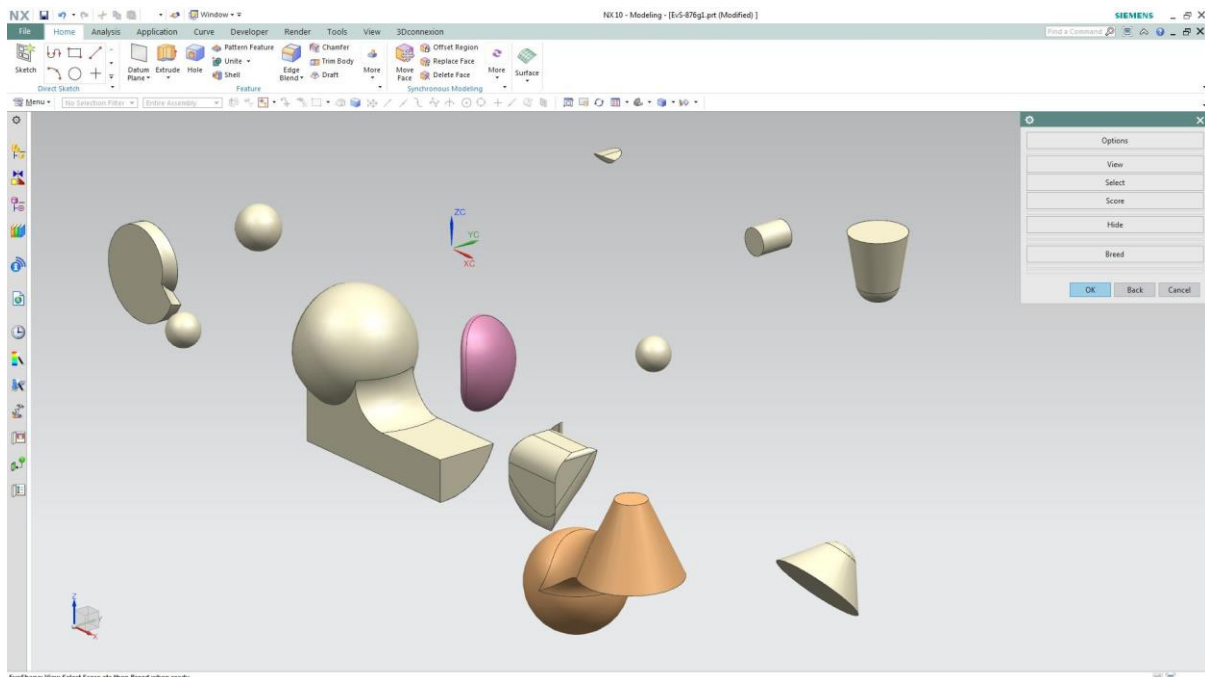 NX
Window
NX 10 - Modeling - [EvS-876g1.prt (Modified) ]
SIEMENS
File Home Analysis Application Curve Developer Render Tools View 3Dconnexion
Find a Command
Sketch
Direct Sketch
Datum Plane
Extrude
Hole
Pattern Feature
Unite
Shell
Edge Blend
Chamfer
Trim Body
Draft
More
Feature
Move Face
Offset Region
Replace Face
Delete Face
More
Synchronous Modeling
Surface
Menu No Selection Filter Entire Assembly
Options
View
Select
Score
Hide
Breed
OK Back Cancel
ZC
YC
XC
Z
X